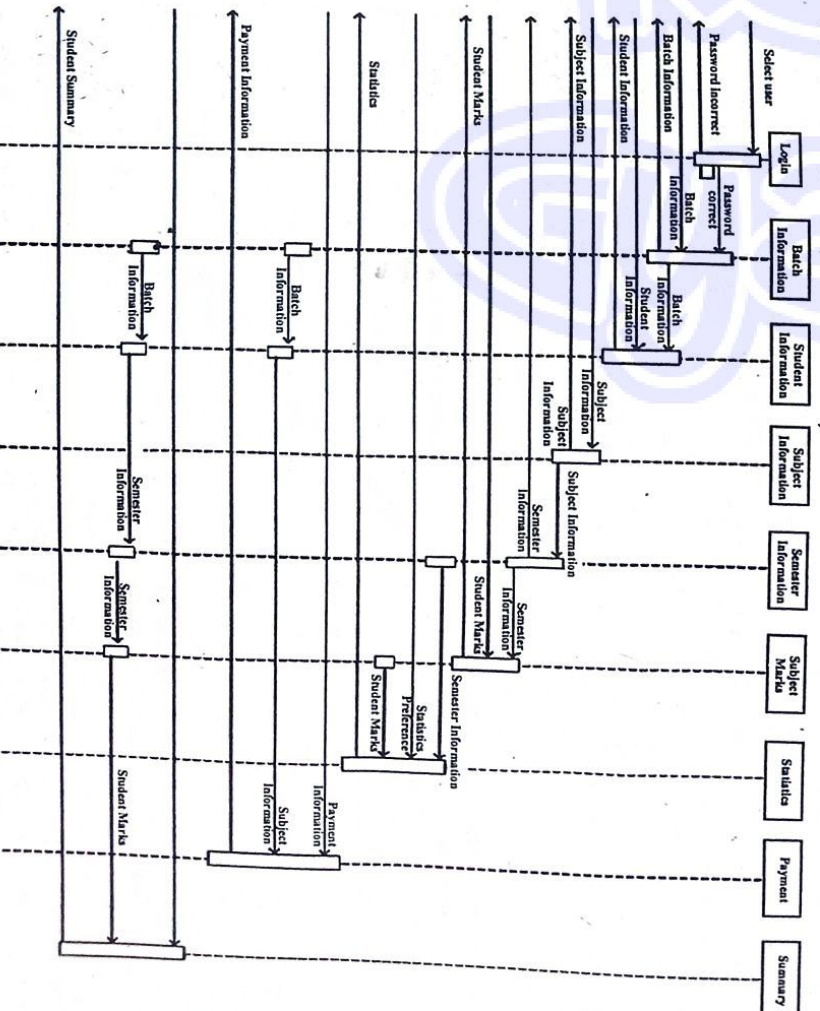 Login
Batch
Information
Student
Information
Subject
Information
Semester
Information
Subject
Marks
Statistics
Payment
Summary
Select user
Password incorrect
Password
correct
Batch Information
Batch
Information
Batch
Information
Student
Information
Student Information
Subject
Information
Subject Information
Subject
Information
Subject Information
Semester
Information
Semester
Information
Student Marks
Student Marks
Semester Information
Statistics
Preference
Student Marks
Statistics
Payment
Information
Batch
Information
Subject
Information
Payment Information
Batch
Information
Semester
Information
Semester
Information
Student Marks
Student Summary